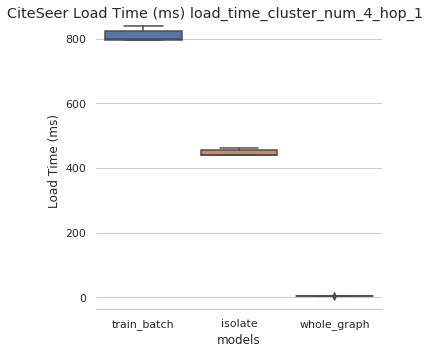 CiteSeer Load Time (ms) load_time_cluster_num_4_hop_1
800
600
400
200
0
Load Time (ms)
train_batch
isolate
whole_graph
models